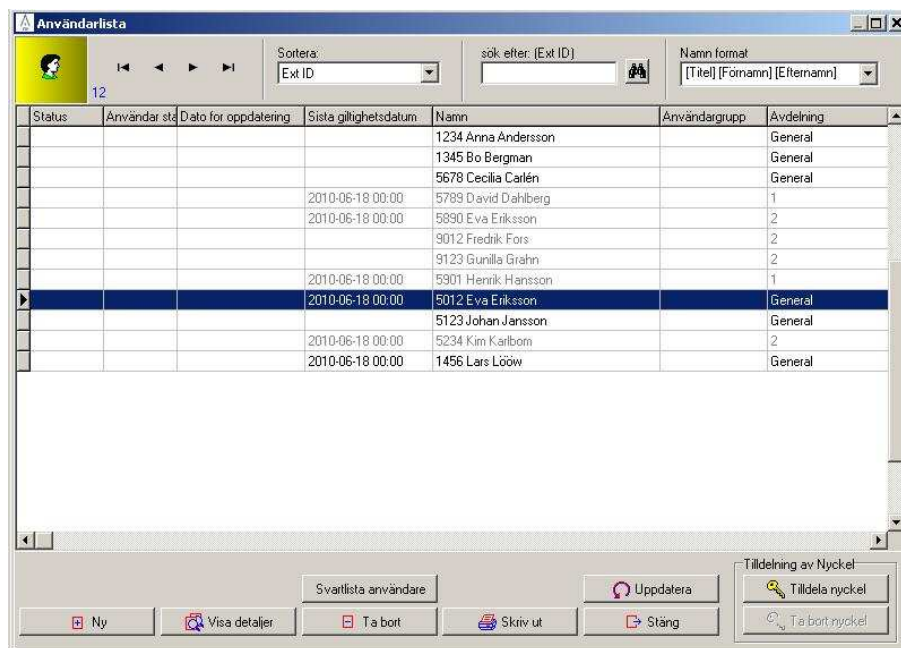 Användarlista
Sortera: sök efter: (Ext ID) Namn format
Ext ID [Titel] [Förnamn] [Efternamn]
12
Status Användar sta Dato for oppdatering Sista giltighetsdatum Namn Användargrupp Avdelning
1234 Anna Andersson General
1345 Bo Bergman General
5678 Cecilia Carlén General
2010-06-18 00:00 5789 David Dahlberg 1
2010-06-18 00:00 5890 Eva Eriksson 2
9012 Fredrik Fors 2
9123 Gunilla Grahn 2
2010-06-18 00:00 5901 Henrik Hansson 1
2010-06-18 00:00 5012 Eva Eriksson General
5123 Johan Jansson General
2010-06-18 00:00 5234 Kim Karlbom 2
2010-06-18 00:00 1456 Lars Lööw General
Tilldelning av Nyckel
Svartlista användare Uppdatera Tilldela nyckel
Ny Visa detaljer Ta bort Skriv ut Stäng Ta bort nyckel